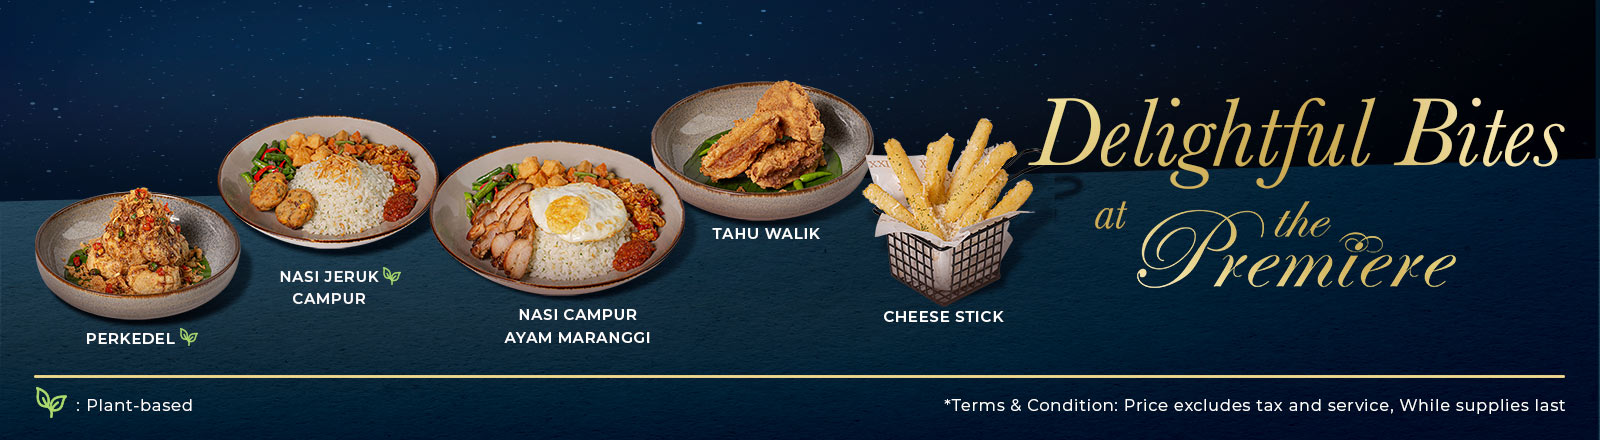 Delightful Bites
at the
Premiere
PERKEDEL
NASI JERUK
CAMPUR
NASI CAMPUR
AYAM MARANGGI
TAHU WALIK
CHEESE STICK
: Plant-based
*Terms & Condition: Price excludes tax and service, While supplies last